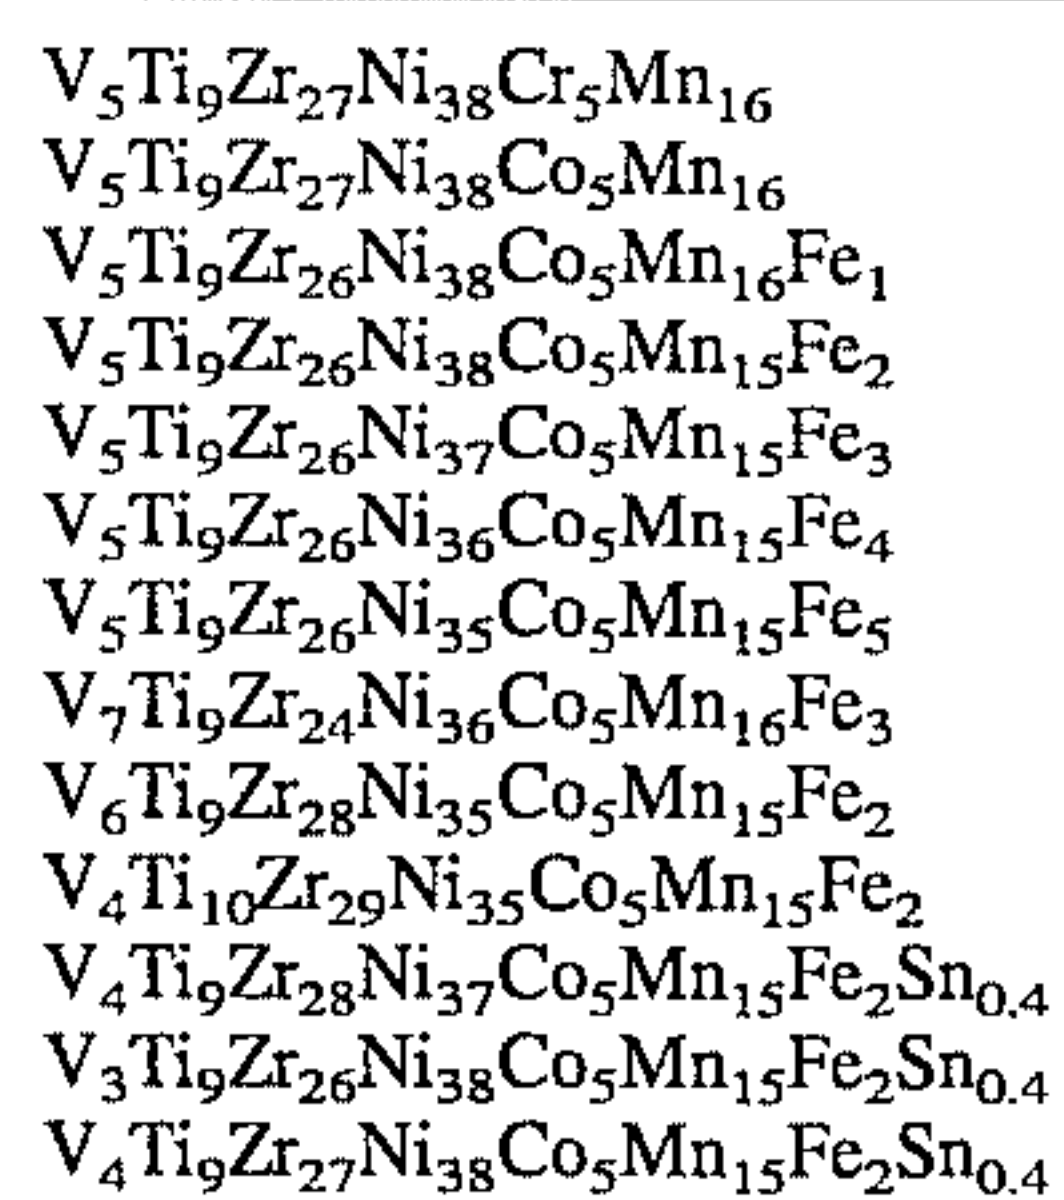 V₅Ti₉Zr₂₇Ni₃₈Cr₅Mn₁₆
V₅Ti₉Zr₂₇Ni₃₈Co₅Mn₁₆
V₅Ti₉Zr₂₆Ni₃₈Co₅Mn₁₆Fe₁
V₅Ti₉Zr₂₆Ni₃₈Co₅Mn₁₅Fe₂
V₅Ti₉Zr₂₆Ni₃₇Co₅Mn₁₅Fe₃
V₅Ti₉Zr₂₆Ni₃₆Co₅Mn₁₅Fe₄
V₅Ti₉Zr₂₆Ni₃₅Co₅Mn₁₅Fe₅
V₇Ti₉Zr₂₄Ni₃₆Co₅Mn₁₆Fe₃
V₆Ti₉Zr₂₈Ni₃₅Co₅Mn₁₅Fe₂
V₄Ti₁₀Zr₂₉Ni₃₅Co₅Mn₁₅Fe₂
V₄Ti₉Zr₂₈Ni₃₇Co₅Mn₁₅Fe₂Sn₀.₄
V₃Ti₉Zr₂₆Ni₃₈Co₅Mn₁₅Fe₂Sn₀.₄
V₄Ti₉Zr₂₇Ni₃₈Co₅Mn₁₅Fe₂Sn₀.₄